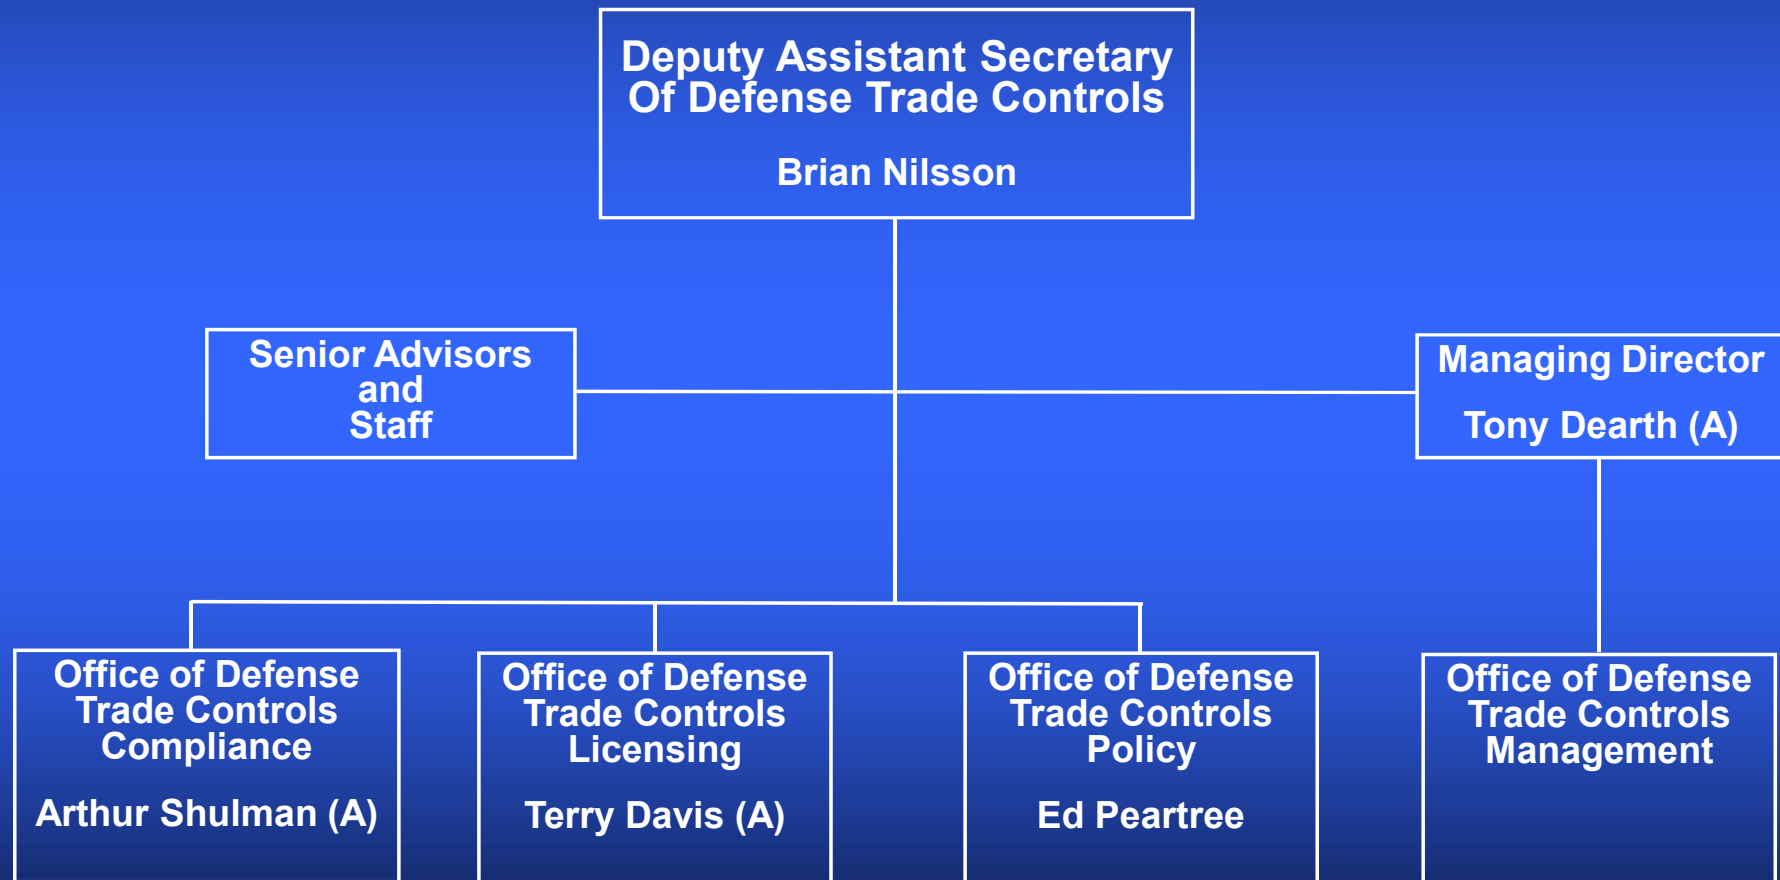 Deputy Assistant Secretary
Of Defense Trade Controls
Brian Nilsson
Senior Advisors
and
Staff
Managing Director
Tony Dearth (A)
Office of Defense
Trade Controls
Compliance
Arthur Shulman (A)
Office of Defense
Trade Controls
Licensing
Terry Davis (A)
Office of Defense
Trade Controls
Policy
Ed Peartree
Office of Defense
Trade Controls
Management